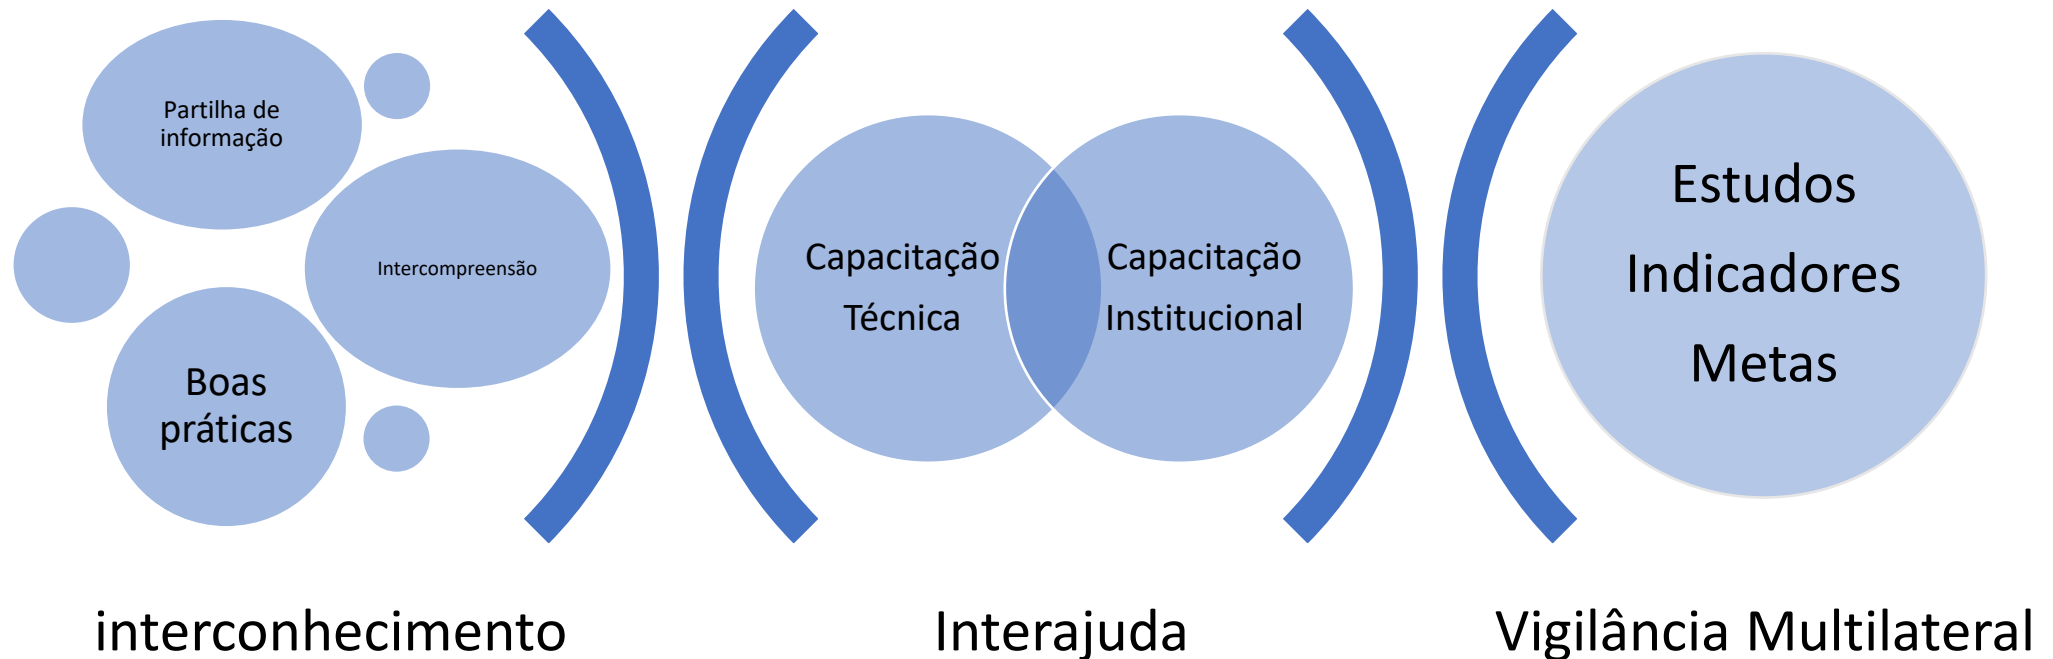 Partilha de
informação
Intercompreensão
Boas
práticas
interconhecimento
Capacitação
Técnica
Capacitação
Institucional
Interajuda
Estudos
Indicadores
Metas
Vigilância Multilateral